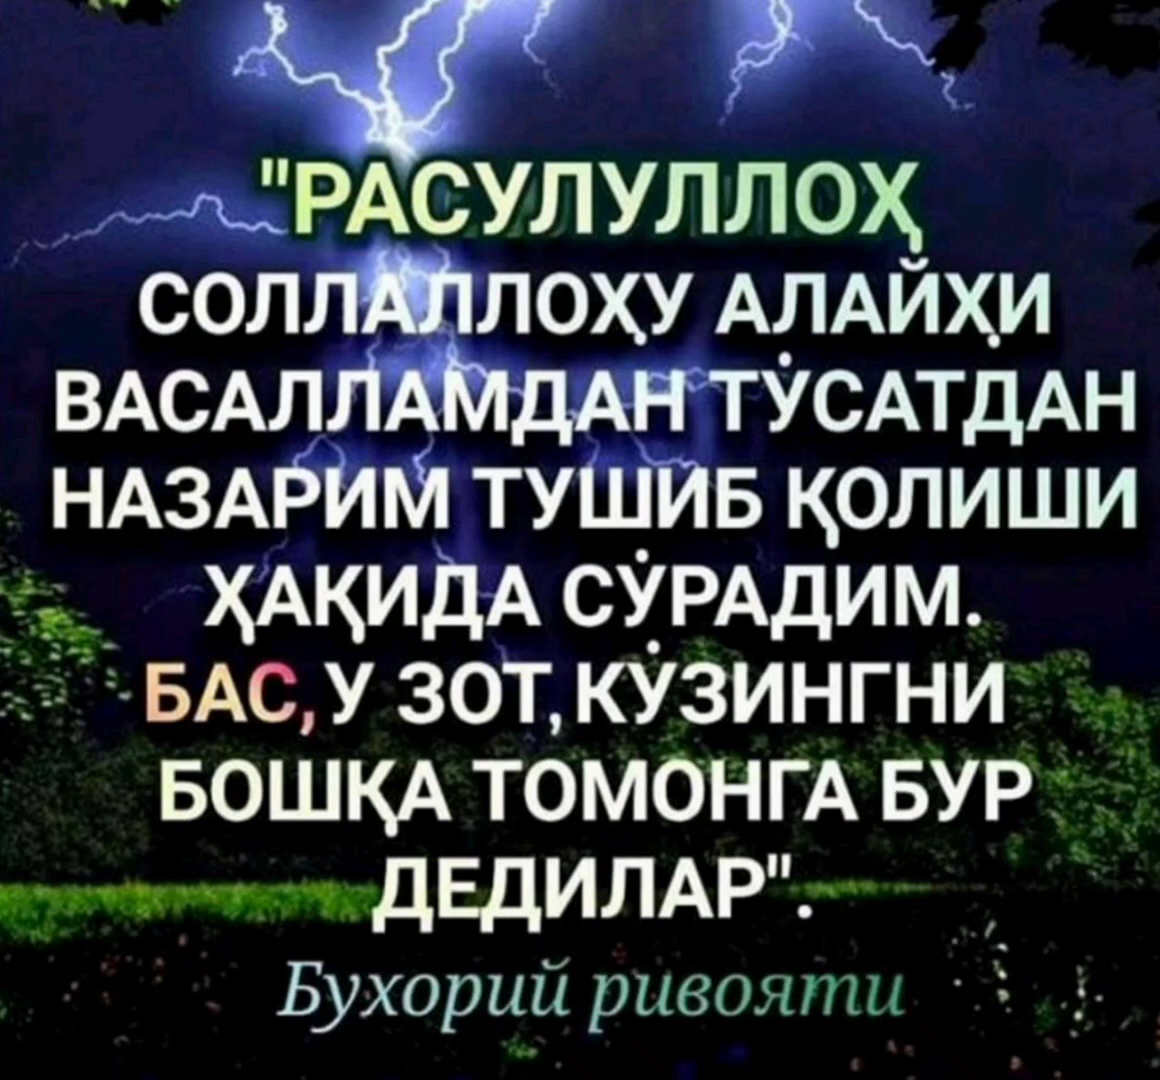 "РАСУЛУЛЛОҲ
СОЛЛАЛЛОҲУ АЛАЙҲИ
ВАСАЛЛАМДАН ТЎСАТДАН
НАЗАРИМ ТУШИБ ҚОЛИШИ
ҲАҚИДА СЎРАДИМ.
БАС, У ЗОТ, КЎЗИНГНИ
БОШҚА ТОМОНГА БУР
ДЕДИЛАР".
Бухорий ривояти